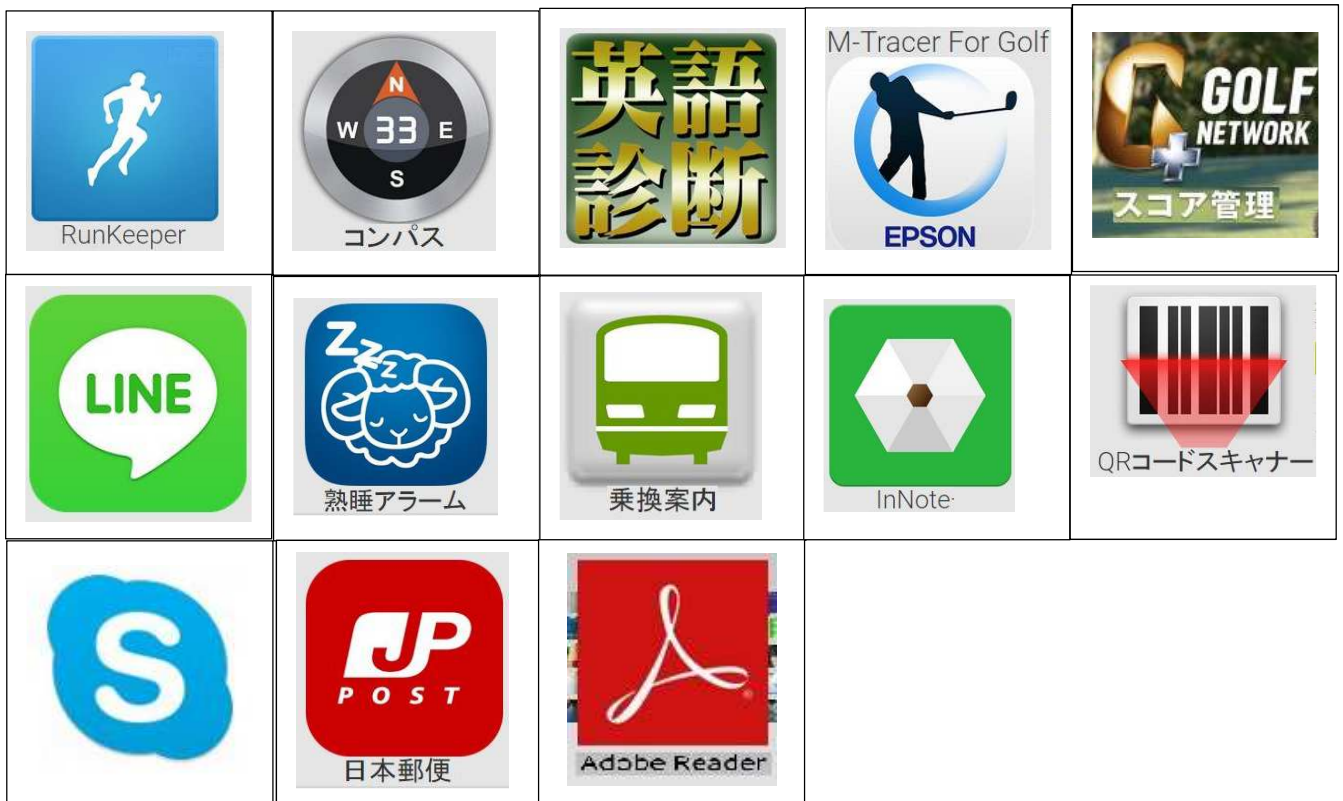 RunKeeper
N
W 33 E
S
コンパス
英語
診断
M-Tracer For Golf
EPSON
GOLF
NETWORK
スコア管理
LINE
Zzzz
熟睡アラーム
乗換案内
InNote
QRコードスキャナー
S
JP
POST
日本郵便
Adobe Reader